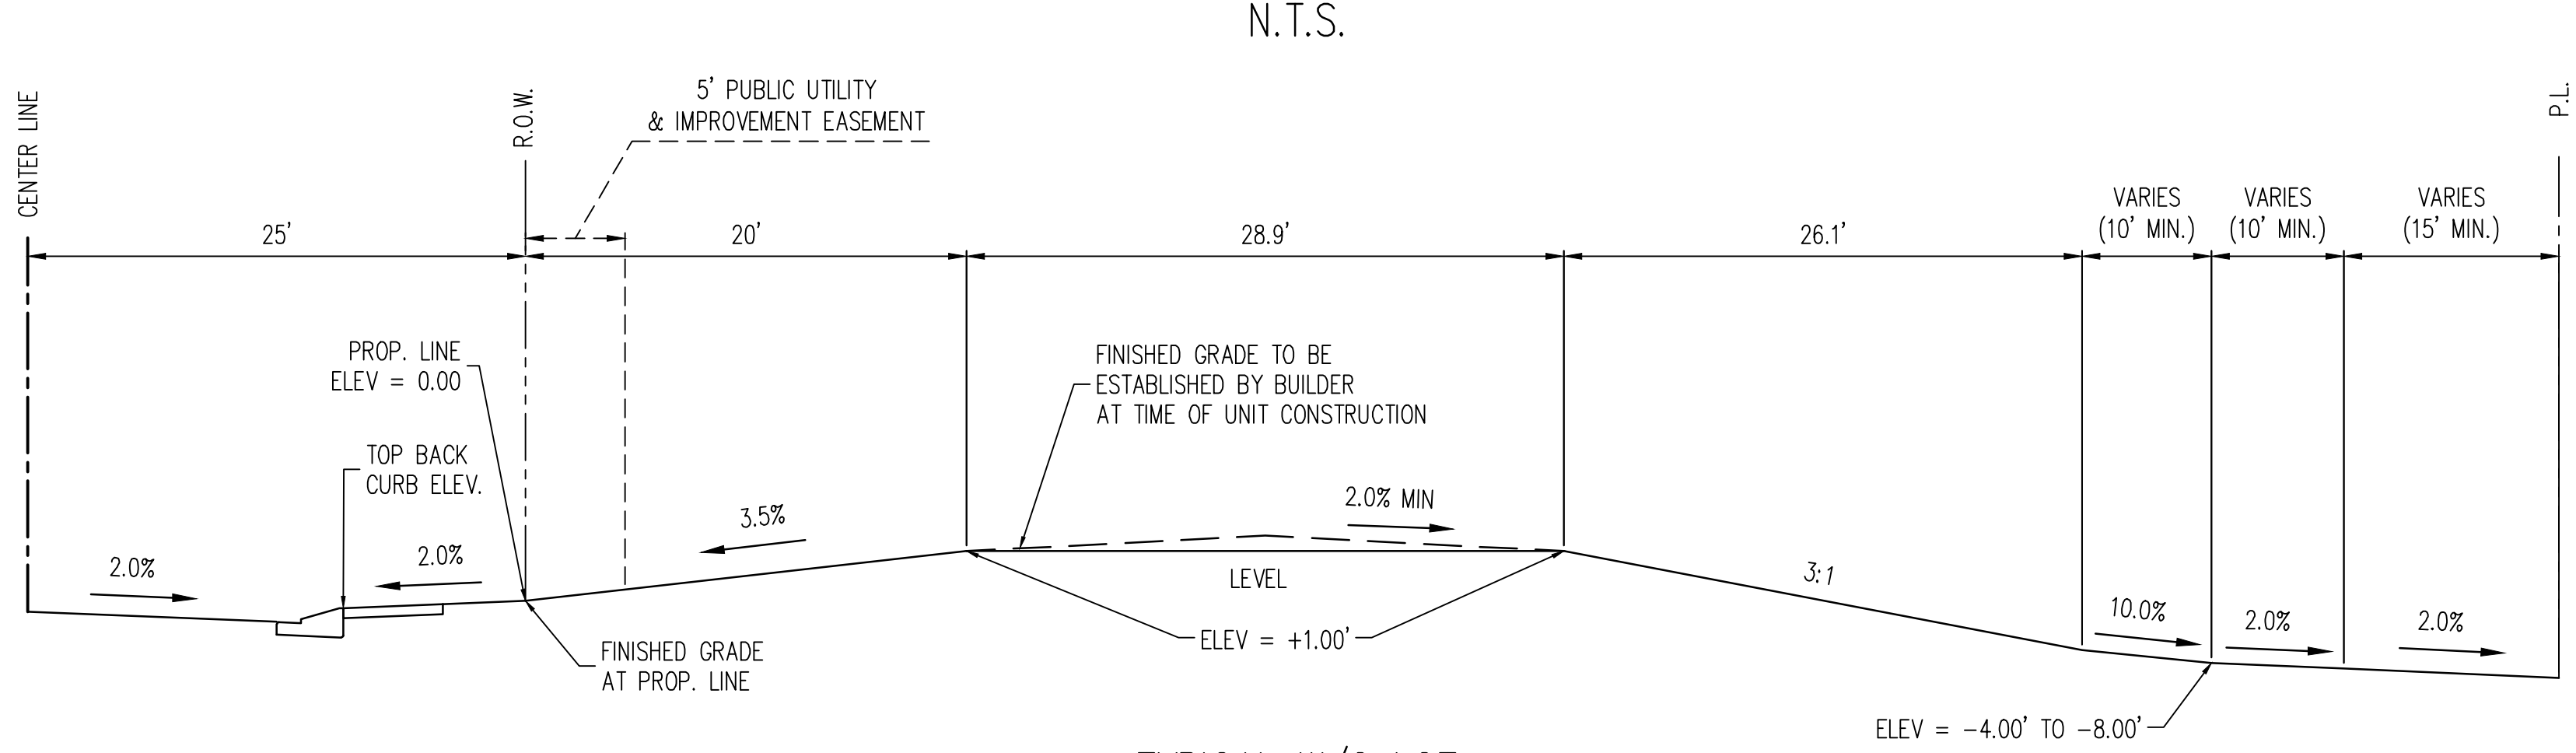 N.T.S.
CENTER LINE
R.O.W.
5' PUBLIC UTILITY
& IMPROVEMENT EASEMENT
P.L.
25'
20'
28.9'
26.1'
VARIES
(10' MIN.)
VARIES
(10' MIN.)
VARIES
(15' MIN.)
PROP. LINE
ELEV = 0.00
TOP BACK
CURB ELEV.
FINISHED GRADE TO BE
ESTABLISHED BY BUILDER
AT TIME OF UNIT CONSTRUCTION
2.0%
2.0%
3.5%
2.0% MIN
LEVEL
3:1
10.0%
2.0%
2.0%
ELEV = +1.00'
FINISHED GRADE
AT PROP. LINE
ELEV = -4.00' TO -8.00'